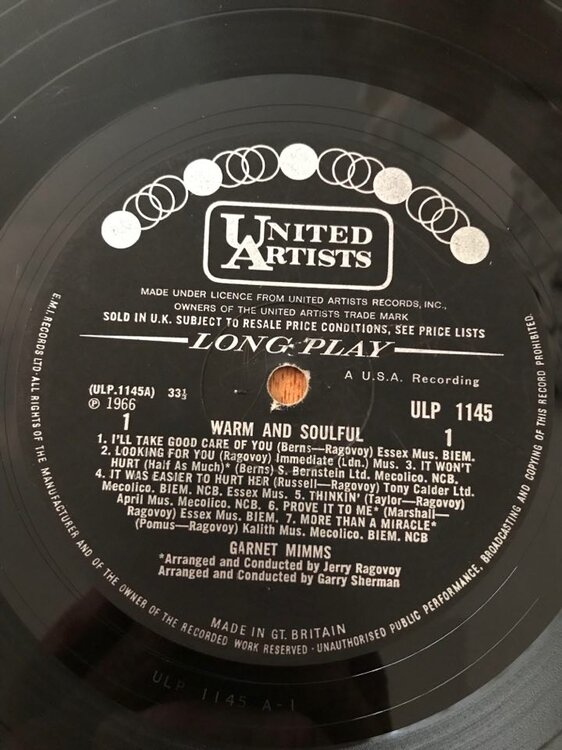 UNITED
ARTISTS
MADE UNDER LICENCE FROM UNITED ARTISTS RECORDS, INC.,
OWNERS OF THE UNITED ARTISTS TRADE MARK
SOLD IN U.K. SUBJECT TO RESALE PRICE CONDITIONS, SEE PRICE LISTS
LONG PLAY
A U.S.A. Recording
(ULP.1145A) 33⅓
ULP 1145
℗ 1966
1
1
WARM AND SOULFUL
1. I'LL TAKE GOOD CARE OF YOU (Berns—Ragovoy) Essex Mus. BIEM.
2. LOOKING FOR YOU (Ragovoy) Immediate (Ldn.) Mus. 3. IT WON'T
HURT (Half As Much)* (Berns) S. Bernstein Ltd. Mecolico. NCB.
4. IT WAS EASIER TO HURT HER (Russell—Ragovoy) Tony Calder Ltd.
Mecolico. BIEM. NCB. Essex Mus. 5. THINKIN' (Taylor—Ragovoy)
April Mus. Mecolico. NCB. 6. PROVE IT TO ME* (Marshall—
Ragovoy) Essex Mus. BIEM. 7. MORE THAN A MIRACLE*
(Pomus—Ragovoy) Kalith Mus. Mecolico. BIEM. NCB
GARNET MIMMS
*Arranged and Conducted by Jerry Ragovoy
Arranged and Conducted by Garry Sherman
MADE IN GT. BRITAIN
E.M.I. RECORDS LTD·ALL RIGHTS OF THE MANUFACTURER AND OF THE OWNER OF THE RECORDED WORK RESERVED · UNAUTHORISED PUBLIC PERFORMANCE, BROADCASTING AND COPYING OF THIS RECORD PROHIBITED.
ULP 1145 A-1